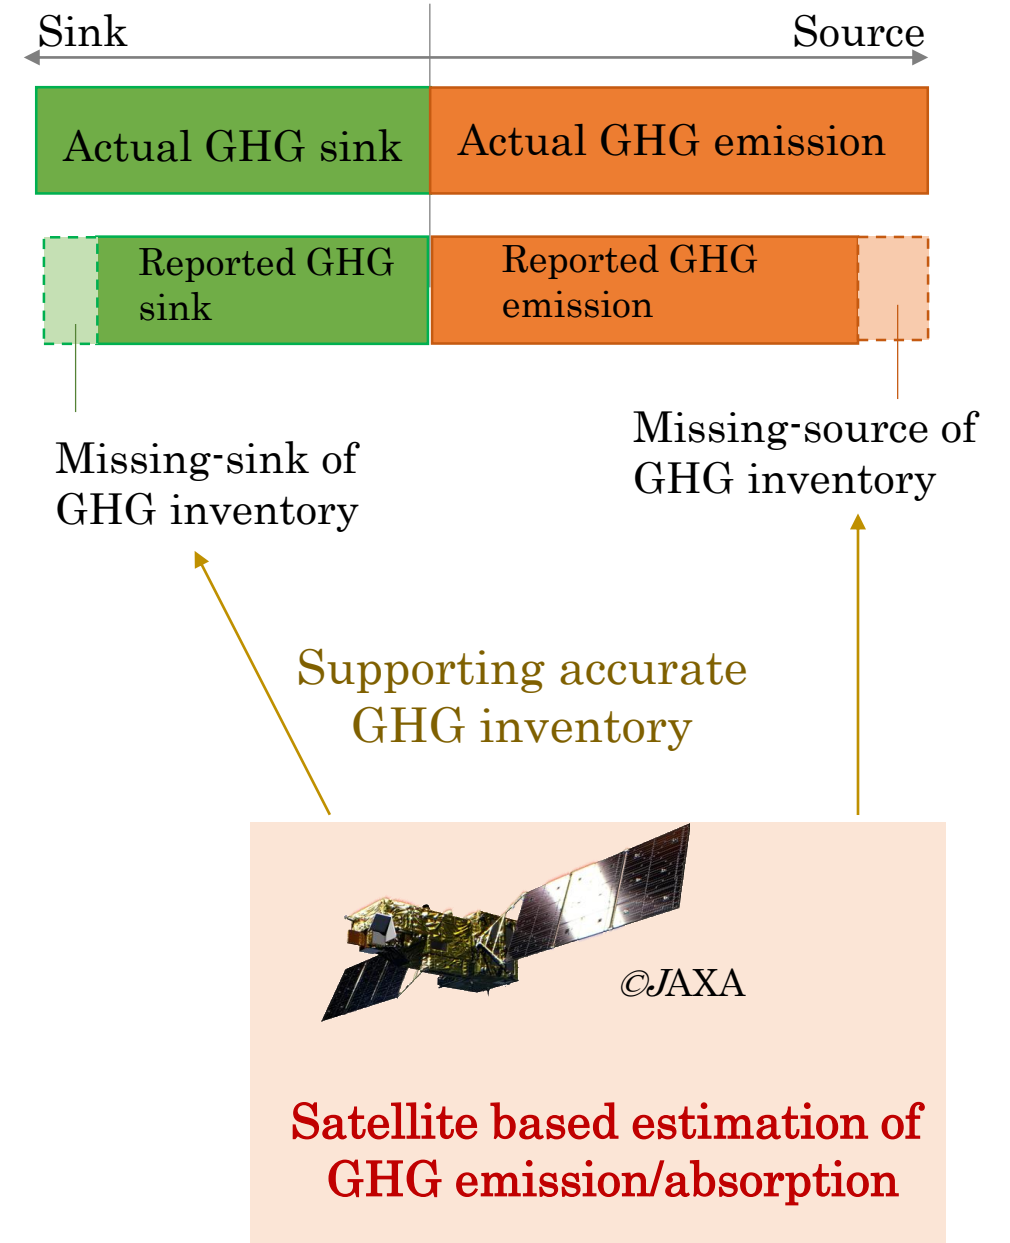 Sink
Source
Actual GHG sink
Actual GHG emission
Reported GHG
sink
Reported GHG
emission
Missing-sink of
GHG inventory
Missing-source of
GHG inventory
Supporting accurate
GHG inventory
©JAXA
Satellite based estimation of
GHG emission/absorption